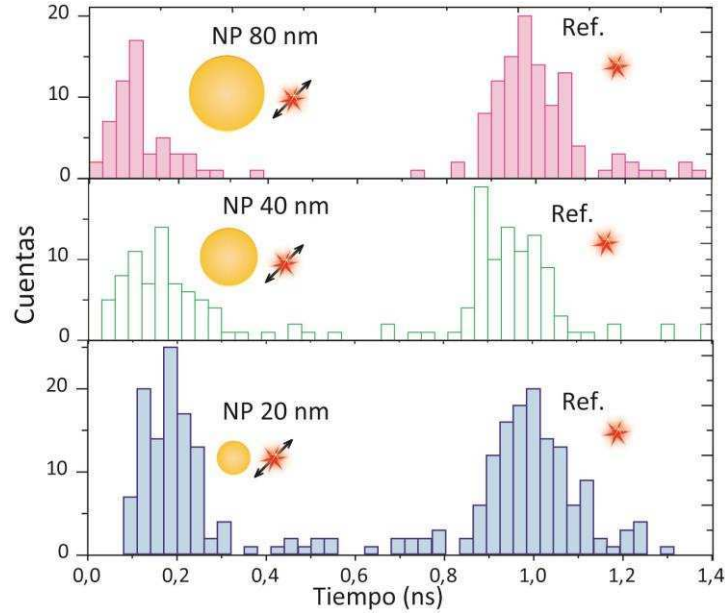 20
10
0
NP 80 nm
Ref.
10
0
NP 40 nm
Ref.
20
10
0
NP 20 nm
Ref.
Cuentas
0,0 0,2 0,4 0,6 0,8 1,0 1,2 1,4
Tiempo (ns)